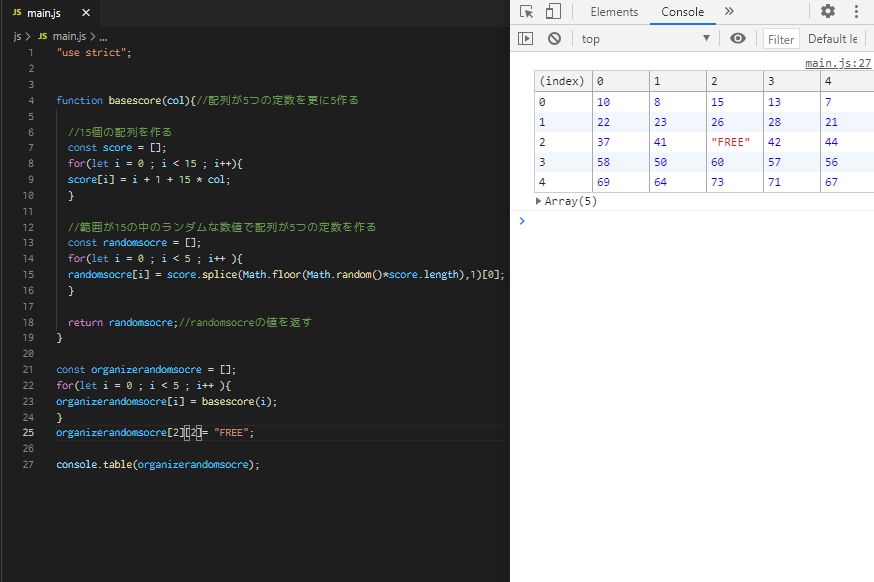 JS main.js ×
js > JS main.js > ...
1 "use strict";
2
3
4 function basescore(col){//配列が5つの定数を更に5作る
5
6 //15個の配列を作る
7 const score = [];
8 for(let i = 0 ; i < 15 ; i++){
9 score[i] = i + 1 + 15 * col;
10 }
11
12 //範囲が15の中のランダムな数値で配列が5つの定数を作る
13 const randomsocre = [];
14 for(let i = 0 ; i < 5 ; i++ ){
15 randomsocre[i] = score.splice(Math.floor(Math.random()*score.length),1)[0];
16 }
17
18 return randomsocre;//randomsocreの値を返す
19 }
20
21 const organizerandomsocre = [];
22 for(let i = 0 ; i < 5 ; i++ ){
23 organizerandomsocre[i] = basescore(i);
24 }
25 organizerandomsocre[2][2]= "FREE";
26
27 console.table(organizerandomsocre);
Elements Console »
top ▼ Filter Default le
main.js:27
(index) 0 1 2 3 4
0 10 8 15 13 7
1 22 23 26 28 21
2 37 41 "FREE" 42 44
3 58 50 60 57 56
4 69 64 73 71 67
▶ Array(5)
>